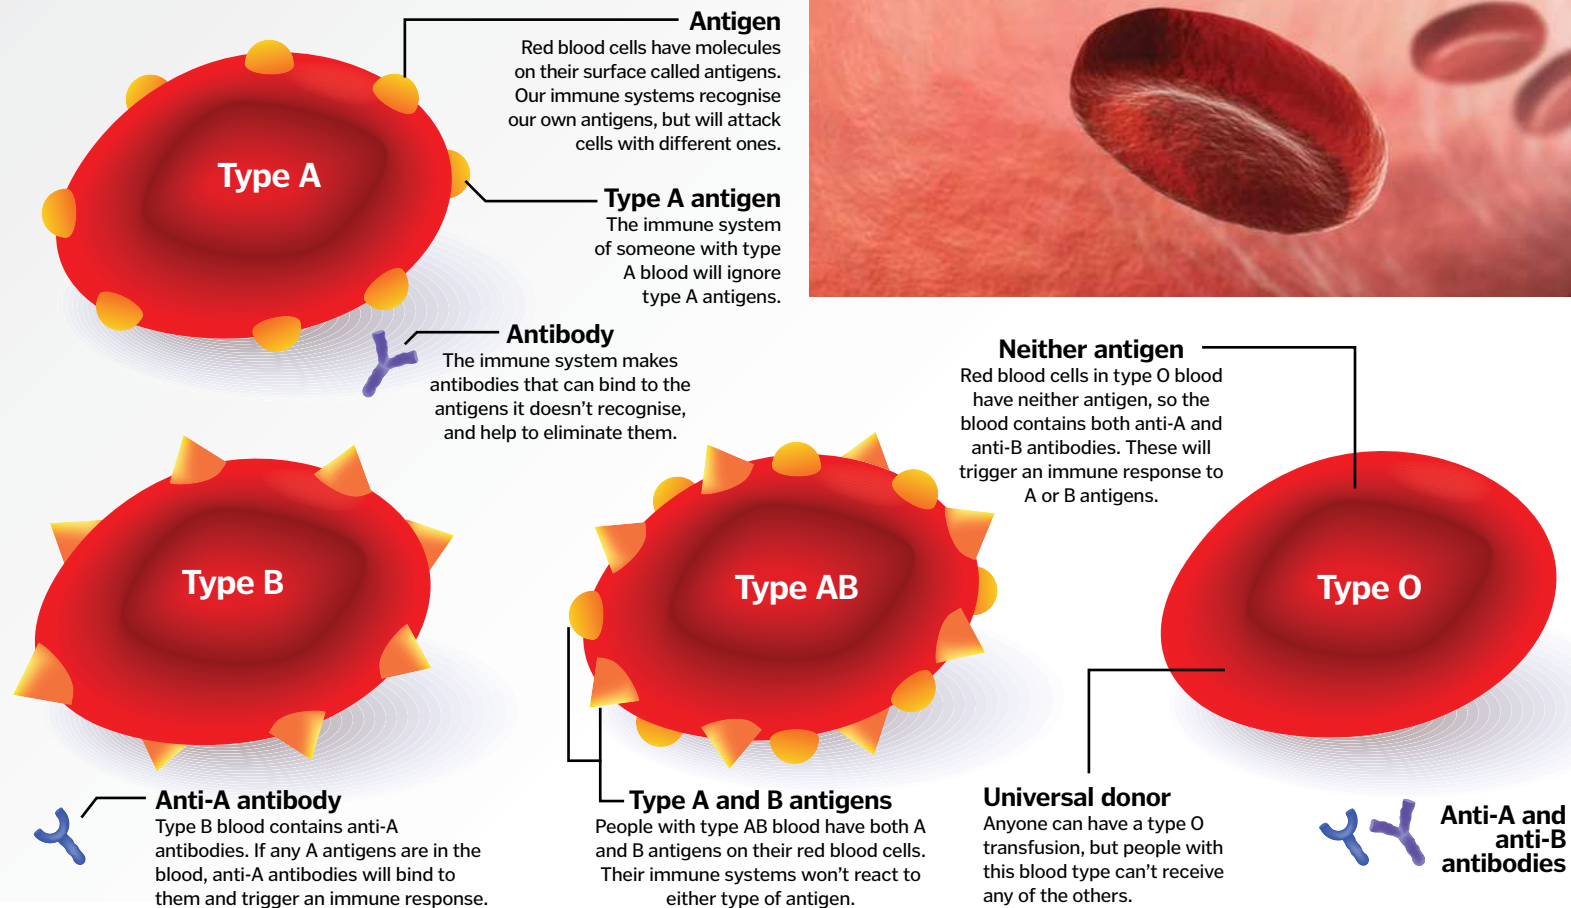 Antigen
Red blood cells have molecules
on their surface called antigens.
Our immune systems recognise
our own antigens, but will attack
cells with different ones.
Type A
Type A antigen
The immune system
of someone with type
A blood will ignore
type A antigens.
Antibody
The immune system makes
antibodies that can bind to the
antigens it doesn't recognise,
and help to eliminate them.
Neither antigen
Red blood cells in type O blood
have neither antigen, so the
blood contains both anti-A and
anti-B antibodies. These will
trigger an immune response to
A or B antigens.
Type B
Type AB
Type O
Anti-A antibody
Type B blood contains anti-A
antibodies. If any A antigens are in the
blood, anti-A antibodies will bind to
them and trigger an immune response.
Type A and B antigens
People with type AB blood have both A
and B antigens on their red blood cells.
Their immune systems won't react to
either type of antigen.
Universal donor
Anyone can have a type O
transfusion, but people with
this blood type can't receive
any of the others.
Anti-A and
anti-B
antibodies